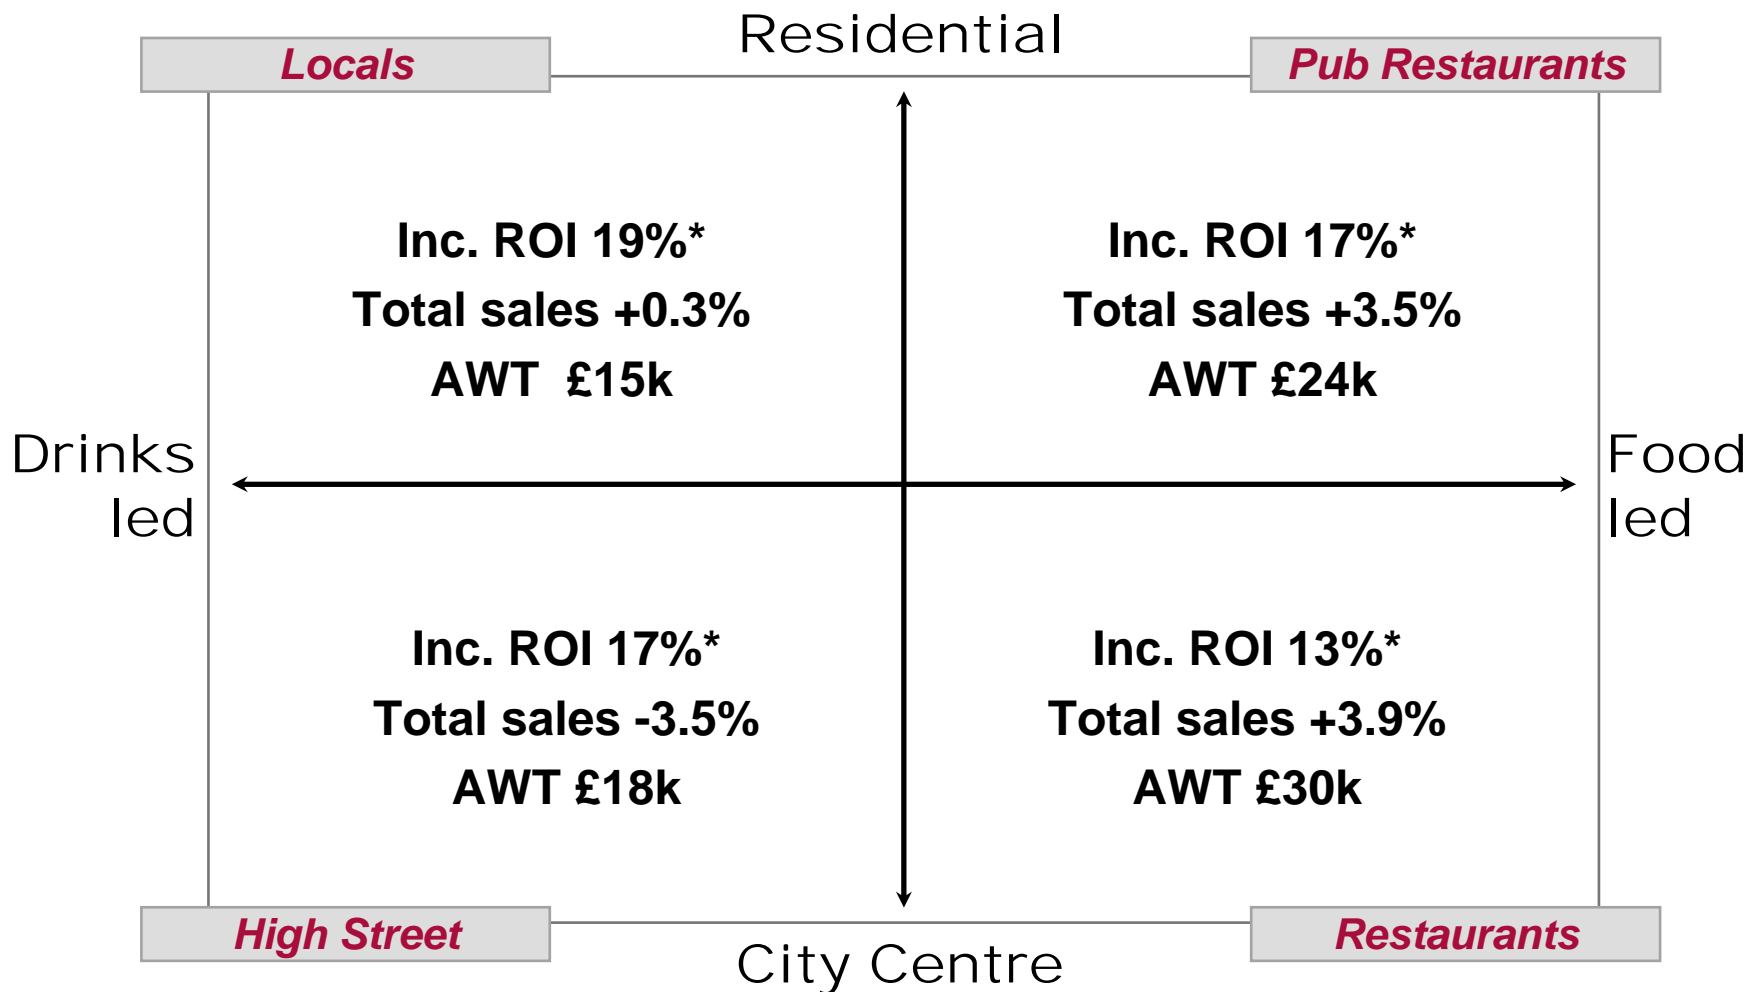 Residential
Locals
Pub Restaurants
Inc. ROI 19%*
Total sales +0.3%
AWT £15k
Inc. ROI 17%*
Total sales +3.5%
AWT £24k
Drinks
led
Food
led
Inc. ROI 17%*
Total sales -3.5%
AWT £18k
Inc. ROI 13%*
Total sales +3.9%
AWT £30k
High Street
Restaurants
City Centre